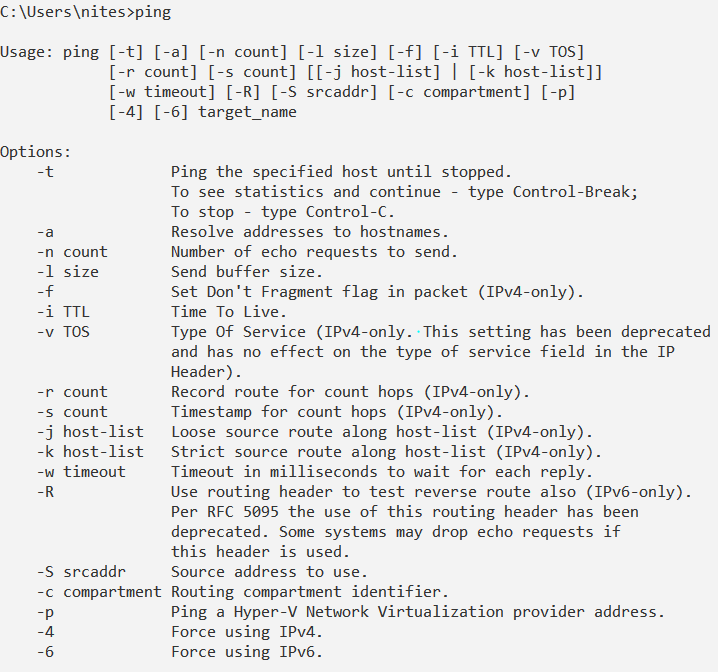 C:\Users\nites>ping
Usage: ping [-t] [-a] [-n count] [-l size] [-f] [-i TTL] [-v TOS]
            [-r count] [-s count] [[-j host-list] | [-k host-list]]
            [-w timeout] [-R] [-S srcaddr] [-c compartment] [-p]
            [-4] [-6] target_name
Options:
    -t             Ping the specified host until stopped.
                   To see statistics and continue - type Control-Break;
                   To stop - type Control-C.
    -a             Resolve addresses to hostnames.
    -n count       Number of echo requests to send.
    -l size        Send buffer size.
    -f             Set Don't Fragment flag in packet (IPv4-only).
    -i TTL         Time To Live.
    -v TOS         Type Of Service (IPv4-only. This setting has been deprecated
                   and has no effect on the type of service field in the IP
                   Header).
    -r count       Record route for count hops (IPv4-only).
    -s count       Timestamp for count hops (IPv4-only).
    -j host-list   Loose source route along host-list (IPv4-only).
    -k host-list   Strict source route along host-list (IPv4-only).
    -w timeout     Timeout in milliseconds to wait for each reply.
    -R             Use routing header to test reverse route also (IPv6-only).
                   Per RFC 5095 the use of this routing header has been
                   deprecated. Some systems may drop echo requests if
                   this header is used.
    -S srcaddr     Source address to use.
    -c compartment Routing compartment identifier.
    -p             Ping a Hyper-V Network Virtualization provider address.
    -4             Force using IPv4.
    -6             Force using IPv6.